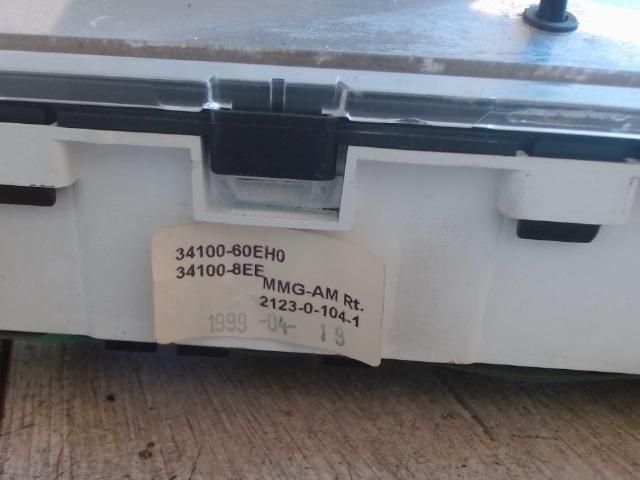 34100-60EH0
34100-8EE
MMG-AM Rt.
2123-0-104-1
1999 -04- 19